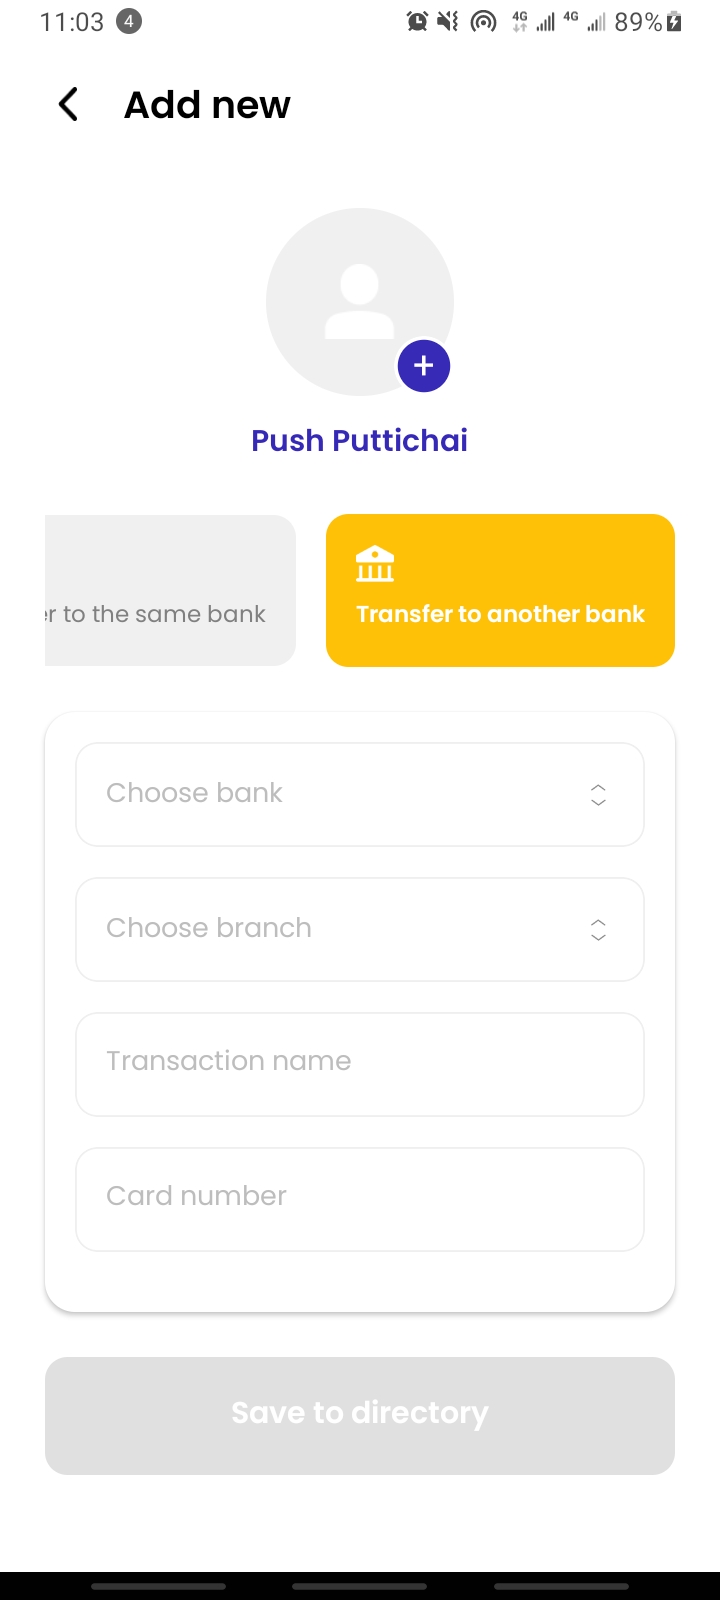 11:03 4 4G 4G 89%
Add new
Push Puttichai
er to the same bank
Transfer to another bank
Choose bank
Choose branch
Transaction name
Card number
Save to directory